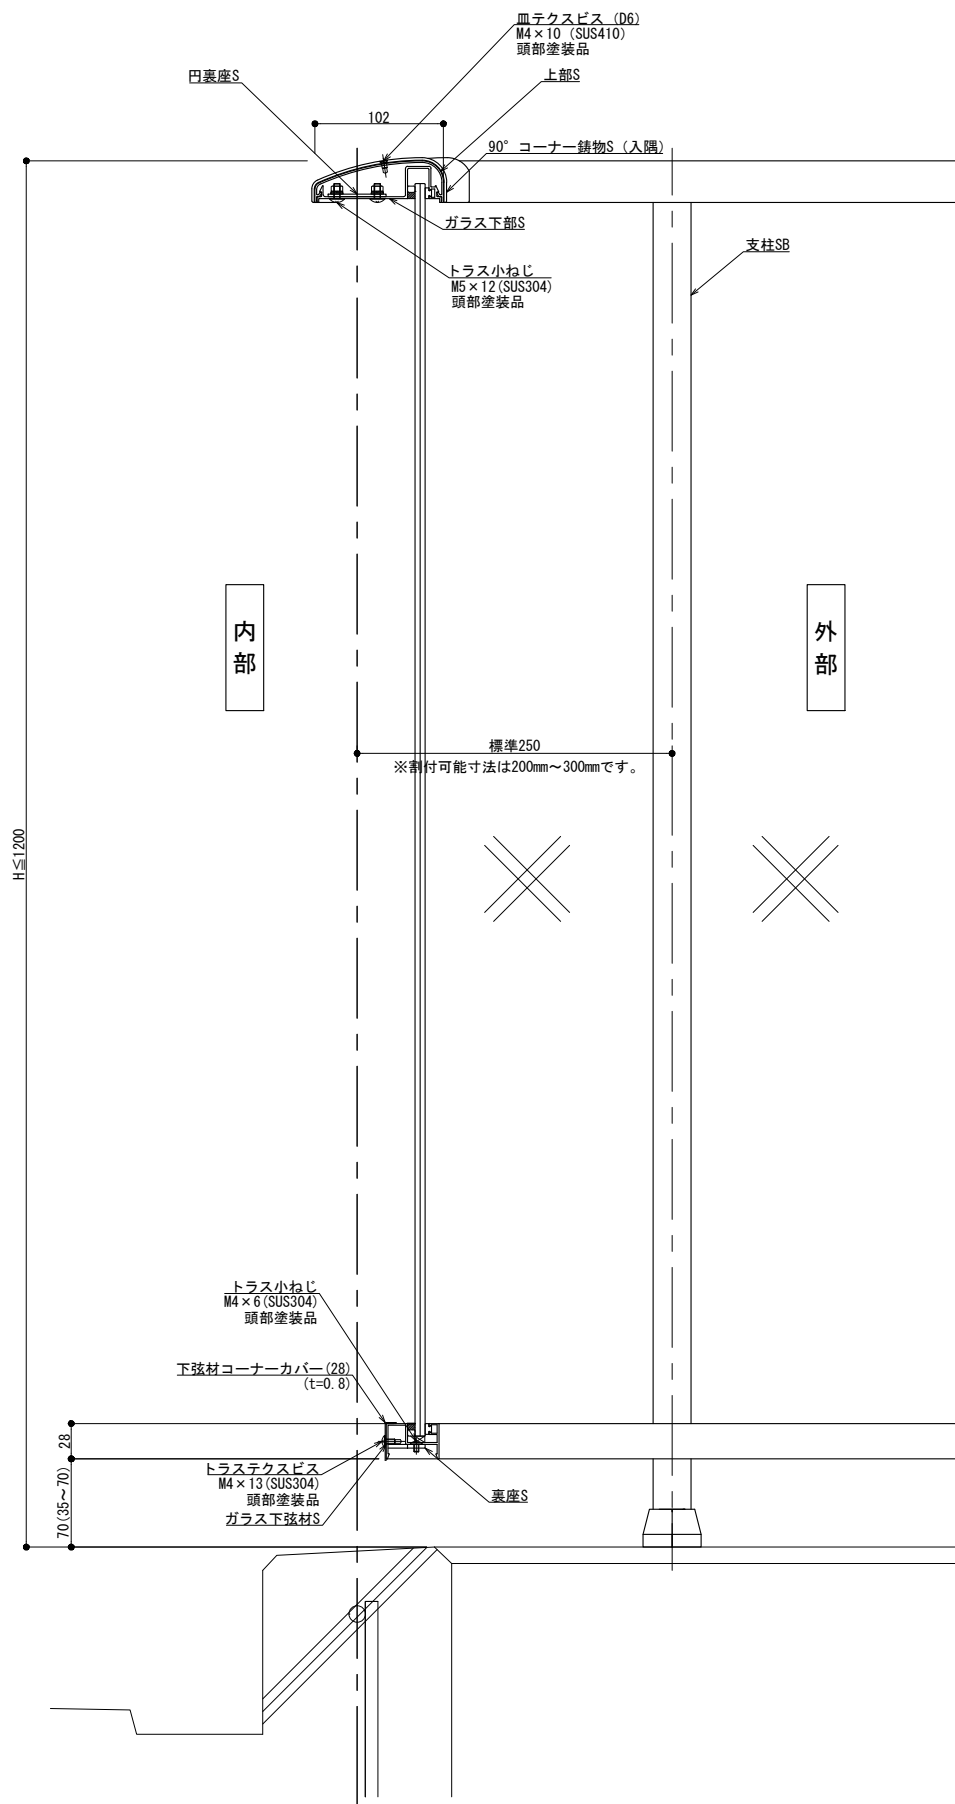 皿テクスビス (D6)
M4×10 (SUS410)
頭部塗装品
円裏座S
上部S
102
90° コーナー鋳物S (入隅)
ガラス下部S
支柱SB
トラス小ねじ
M5×12(SUS304)
頭部塗装品
内部
外部
標準250
※割付可能寸法は200mm～300mmです。
H≦1200
トラス小ねじ
M4×6(SUS304)
頭部塗装品
下弦材コーナーカバー(28)
(t=0.8)
28
トラステクスビス
M4×13(SUS304)
頭部塗装品
裏座S
ガラス下弦材S
70(35～70)